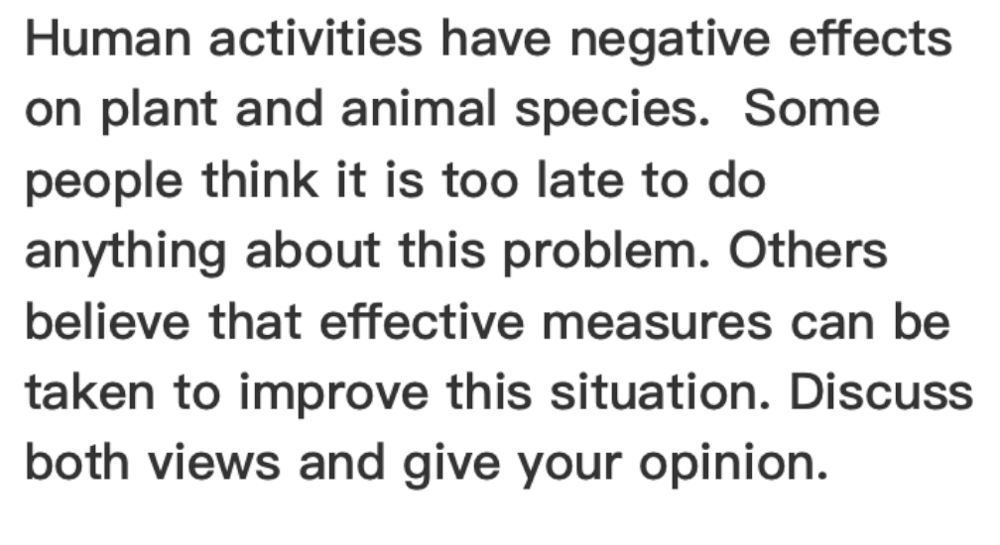 Human activities have negative effects
on plant and animal species.  Some
people think it is too late to do
anything about this problem. Others
believe that effective measures can be
taken to improve this situation. Discuss
both views and give your opinion.